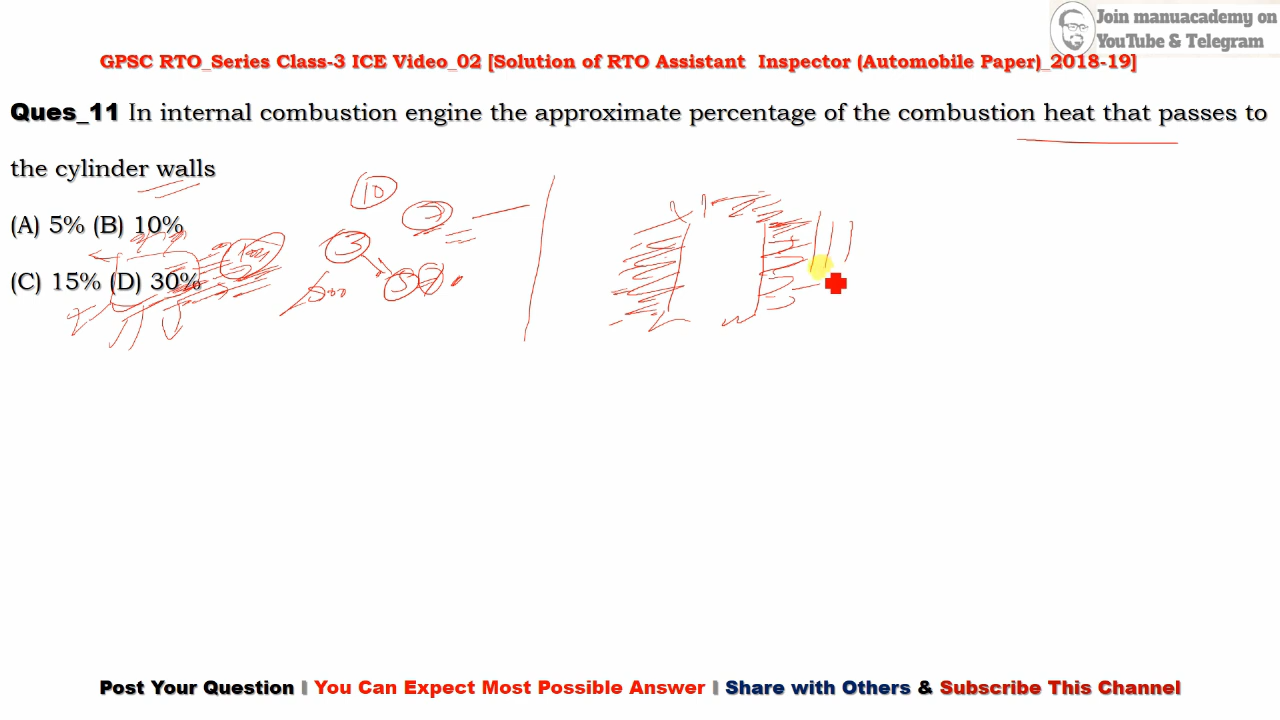 Join manuacademy on
YouTube & Telegram
GPSC RTO_Series Class-3 ICE Video_02 [Solution of RTO Assistant Inspector (Automobile Paper)_2018-19]
Ques_11 In internal combustion engine the approximate percentage of the combustion heat that passes to
the cylinder walls
(A) 5% (B) 10%
(C) 15% (D) 30%
10
3
Post Your Question | You Can Expect Most Possible Answer | Share with Others & Subscribe This Channel